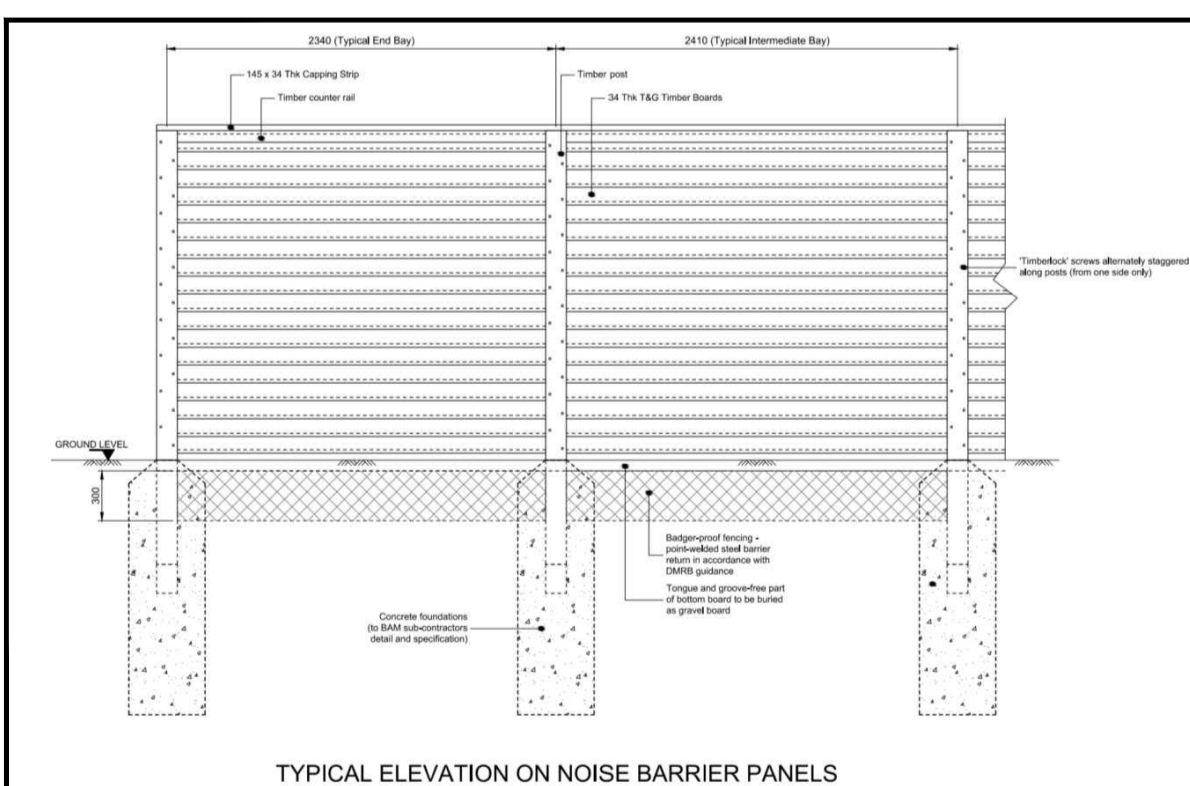 2340 (Typical End Bay)
2410 (Typical Intermediate Bay)
145 x 34 Thk Capping Strip
Timber post
Timber counter rail
34 Thk T&G Timber Boards
'Timberlock' screws alternately staggered
along posts (from one side only)
GROUND LEVEL
300
Badger-proof fencing -
point-welded steel barrier
return in accordance with
DMRB guidance
Tongue and groove-free part
of bottom board to be buried
as gravel board
Concrete foundations
(to BAM sub-contractors
detail and specification)
TYPICAL ELEVATION ON NOISE BARRIER PANELS